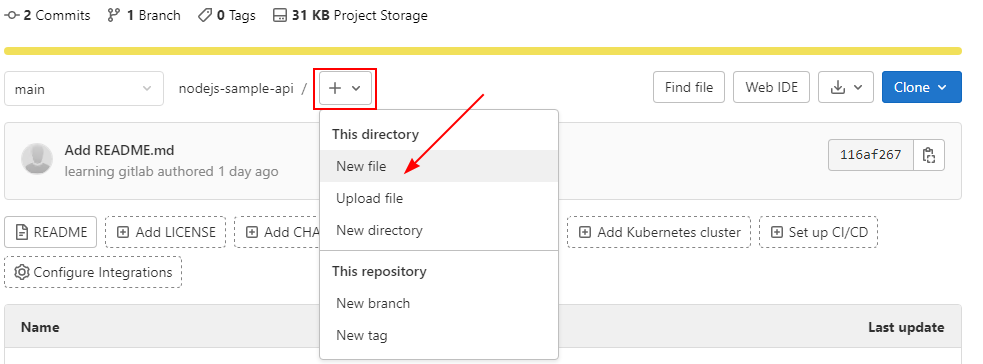 2 Commits 1 Branch 0 Tags 31 KB Project Storage
main nodejs-sample-api / Find file Web IDE Clone
This directory
Add README.md
learning gitlab authored 1 day ago
116af267
New file
Upload file
New directory
README Add LICENSE Add CHA Add Kubernetes cluster Set up CI/CD
Configure Integrations
This repository
New branch
New tag
Name Last update